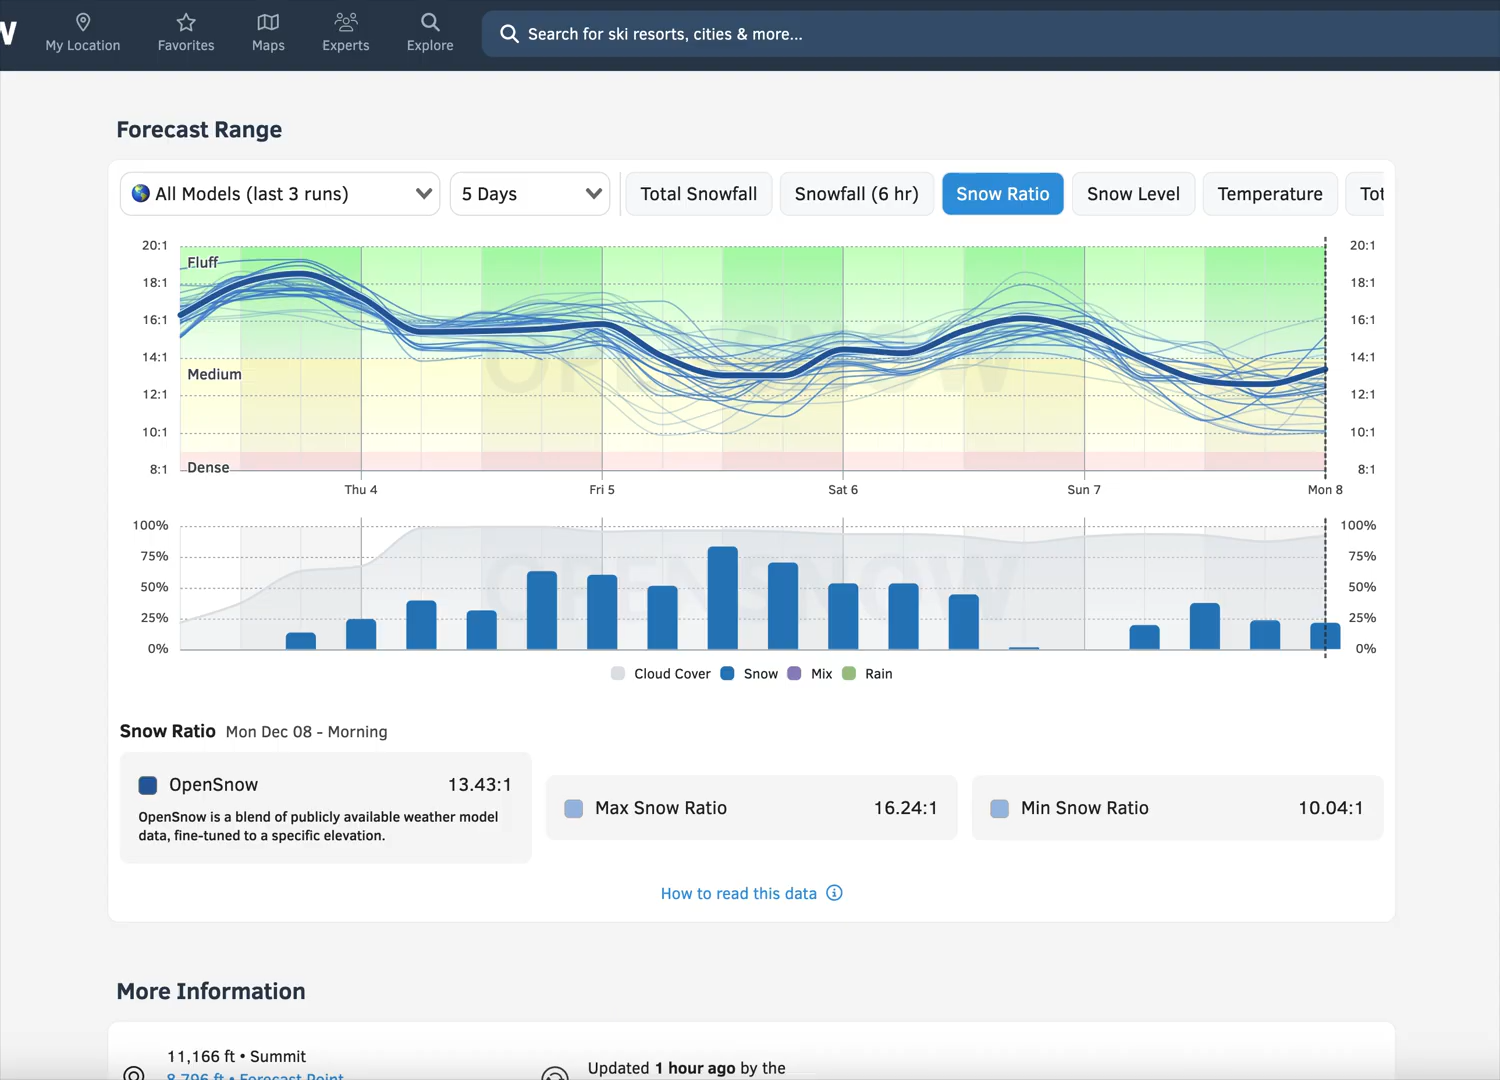 W
My Location
Favorites
Maps
Experts
Explore
Search for ski resorts, cities & more...
Forecast Range
All Models (last 3 runs)
5 Days
Total Snowfall
Snowfall (6 hr)
Snow Ratio
Snow Level
Temperature
Tot
20:1
18:1
16:1
14:1
12:1
10:1
8:1
Fluff
Medium
Dense
OPENSNOW
20:1
18:1
16:1
14:1
12:1
10:1
8:1
Thu 4
Fri 5
Sat 6
Sun 7
Mon 8
100%
75%
50%
25%
0%
OPENSNOW
100%
75%
50%
25%
0%
Cloud Cover
Snow
Mix
Rain
Snow Ratio Mon Dec 08 - Morning
OpenSnow 13.43:1
OpenSnow is a blend of publicly available weather model
data, fine-tuned to a specific elevation.
Max Snow Ratio 16.24:1
Min Snow Ratio 10.04:1
How to read this data
More Information
11,166 ft • Summit
8,796 ft • Forecast Point
Updated 1 hour ago by the